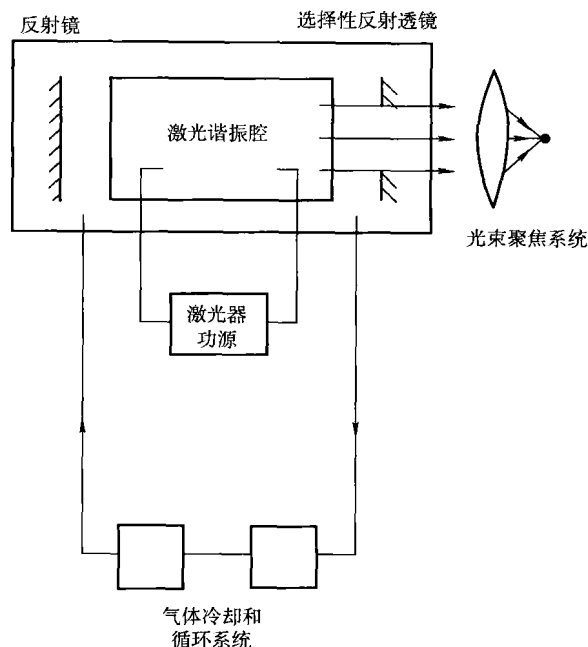 反射镜
选择性反射透镜
激光谐振腔
光束聚焦系统
激光器
功源
气体冷却和
循环系统